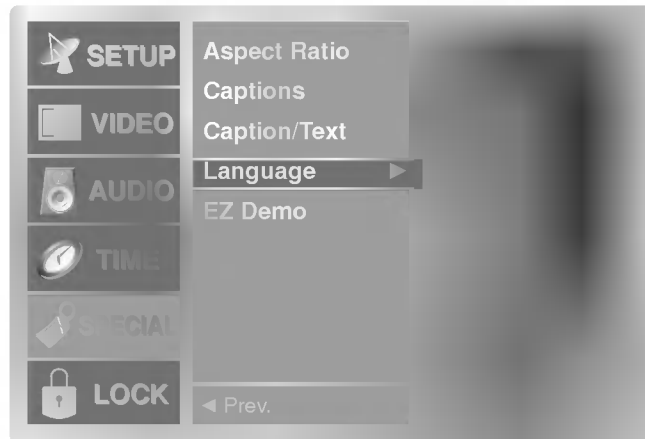 SETUP
VIDEO
AUDIO
TIME
SPECIAL
LOCK
Aspect Ratio
Captions
Caption/Text
Language ►
EZ Demo
◄ Prev.